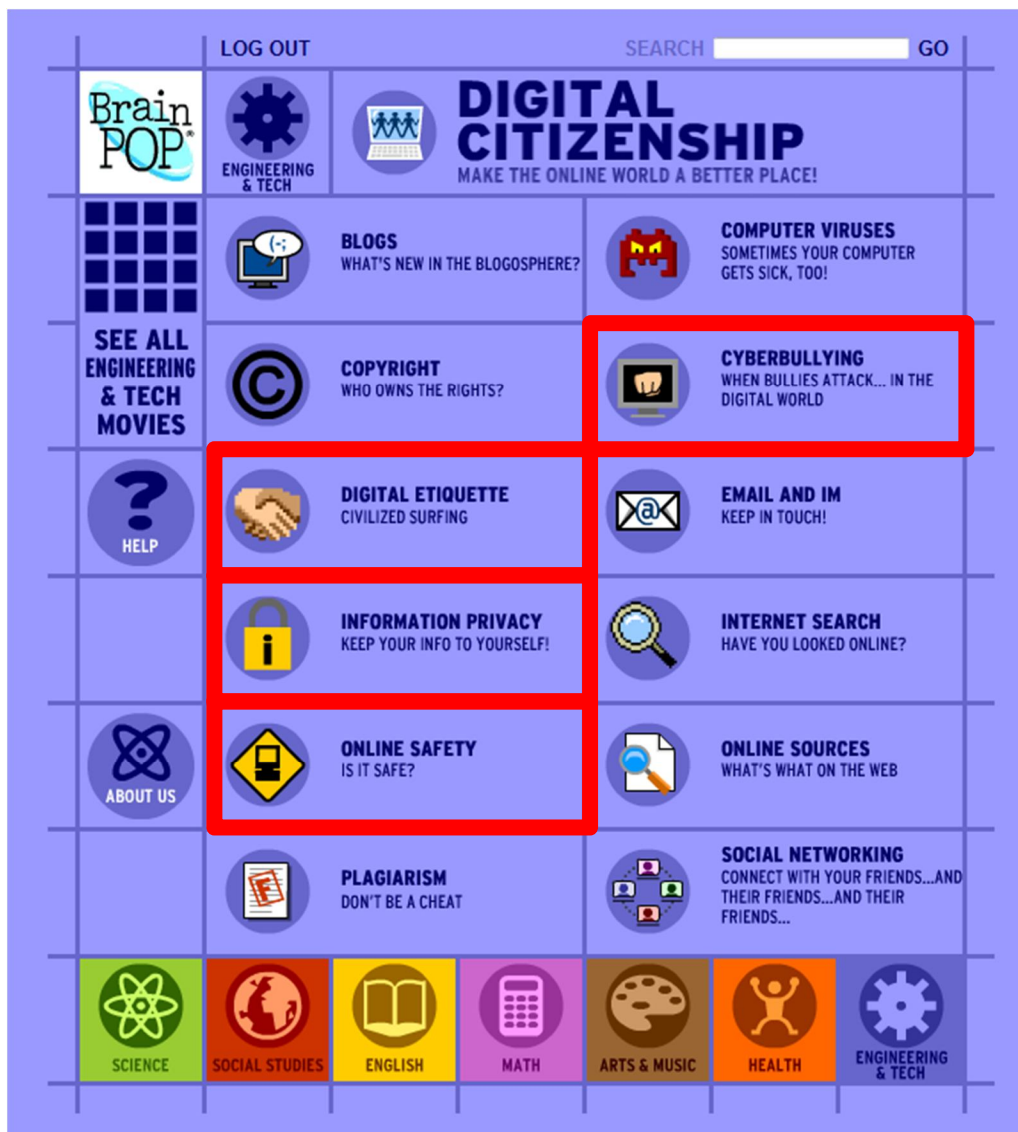 LOG OUT
SEARCH
GO
Brain
POP®
ENGINEERING
& TECH
DIGITAL
CITIZENSHIP
MAKE THE ONLINE WORLD A BETTER PLACE!
SEE ALL
ENGINEERING
& TECH
MOVIES
BLOGS
WHAT'S NEW IN THE BLOGOSPHERE?
(-;
COMPUTER VIRUSES
SOMETIMES YOUR COMPUTER
GETS SICK, TOO!
©
COPYRIGHT
WHO OWNS THE RIGHTS?
CYBERBULLYING
WHEN BULLIES ATTACK... IN THE
DIGITAL WORLD
?
HELP
DIGITAL ETIQUETTE
CIVILIZED SURFING
@
EMAIL AND IM
KEEP IN TOUCH!
i
INFORMATION PRIVACY
KEEP YOUR INFO TO YOURSELF!
INTERNET SEARCH
HAVE YOU LOOKED ONLINE?
ABOUT US
ONLINE SAFETY
IS IT SAFE?
ONLINE SOURCES
WHAT'S WHAT ON THE WEB
F
PLAGIARISM
DON'T BE A CHEAT
SOCIAL NETWORKING
CONNECT WITH YOUR FRIENDS...AND
THEIR FRIENDS...AND THEIR
FRIENDS...
SCIENCE
SOCIAL STUDIES
ENGLISH
MATH
ARTS & MUSIC
HEALTH
ENGINEERING
& TECH